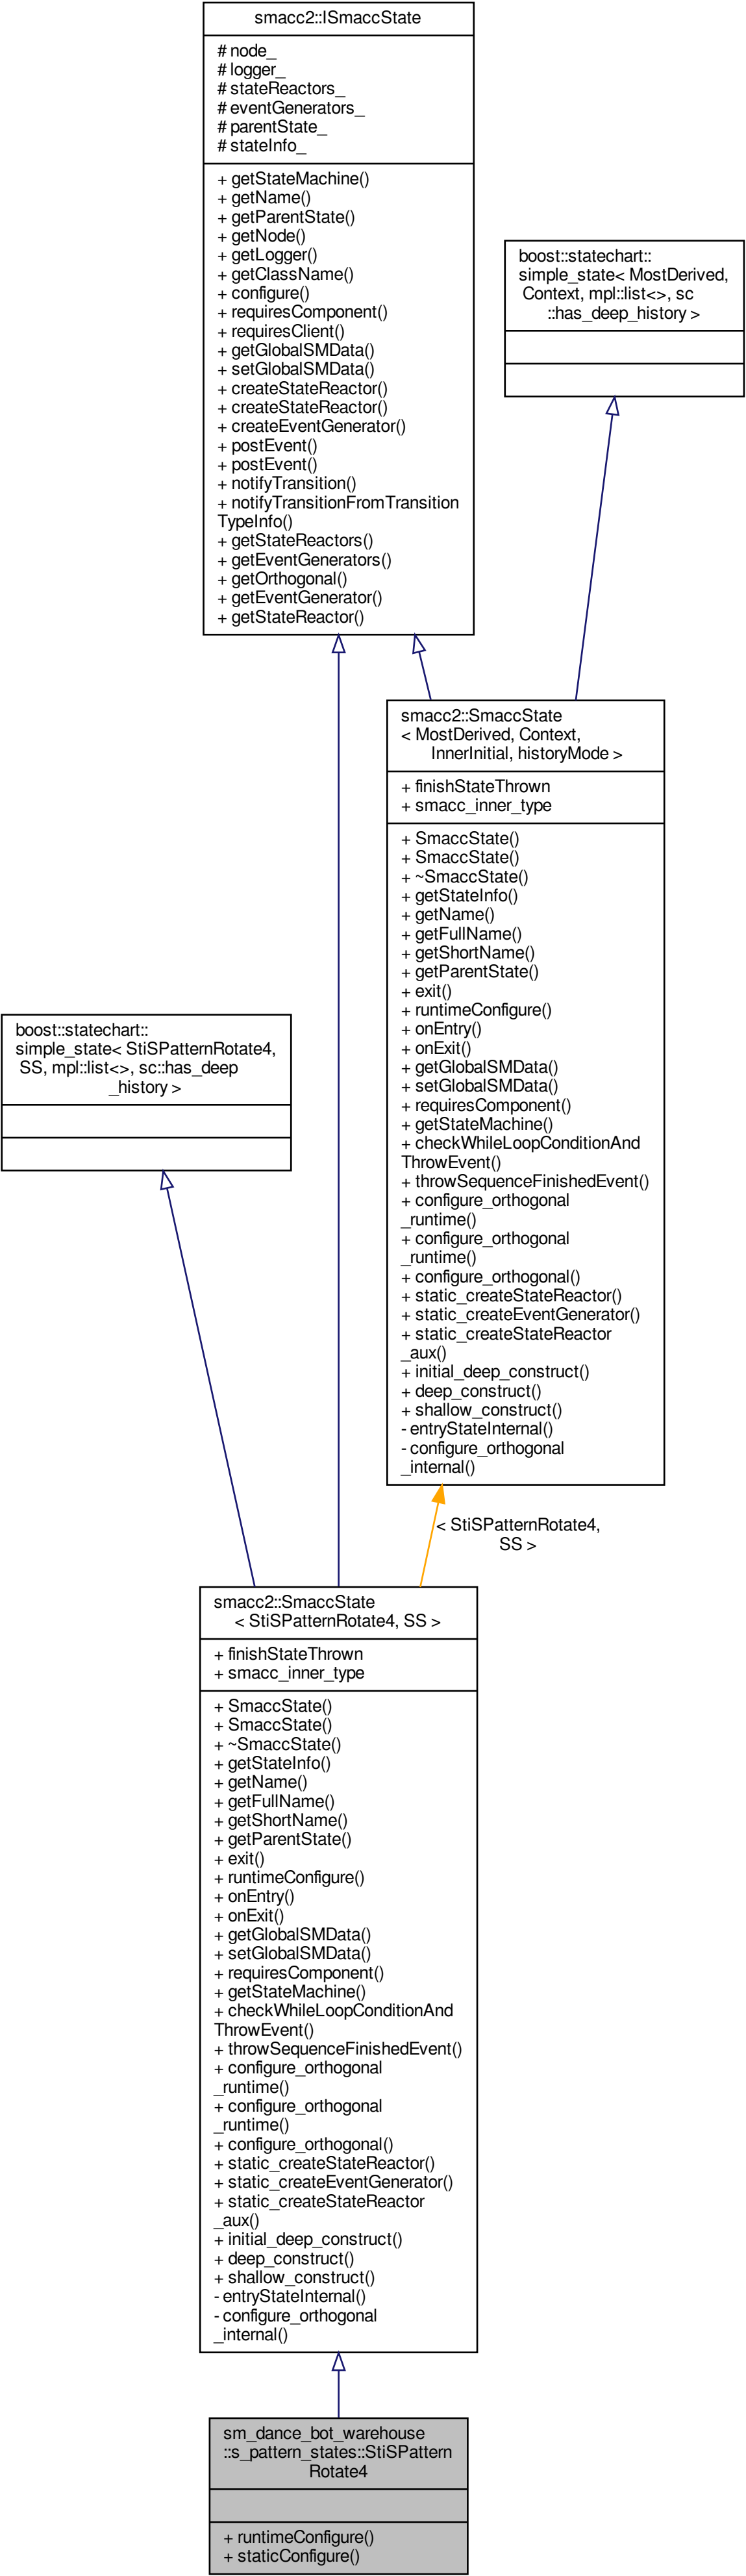 smacc2::ISmaccState
# node_
# logger_
# stateReactors_
# eventGenerators_
# parentState_
# stateInfo_
+ getStateMachine()
+ getName()
+ getParentState()
+ getNode()
+ getLogger()
+ getClassName()
+ configure()
+ requiresComponent()
+ requiresClient()
+ getGlobalSMData()
+ setGlobalSMData()
+ createStateReactor()
+ createStateReactor()
+ createEventGenerator()
+ postEvent()
+ postEvent()
+ notifyTransition()
+ notifyTransitionFromTransition
TypeInfo()
+ getStateReactors()
+ getEventGenerators()
+ getOrthogonal()
+ getEventGenerator()
+ getStateReactor()
boost::statechart::
simple_state< MostDerived,
Context, mpl::list<>, sc
::has_deep_history >
smacc2::SmaccState
< MostDerived, Context,
InnerInitial, historyMode >
+ finishStateThrown
+ smacc_inner_type
+ SmaccState()
+ SmaccState()
+ ~SmaccState()
+ getStateInfo()
+ getName()
+ getFullName()
+ getShortName()
+ getParentState()
+ exit()
+ runtimeConfigure()
+ onEntry()
+ onExit()
+ getGlobalSMData()
+ setGlobalSMData()
+ requiresComponent()
+ getStateMachine()
+ checkWhileLoopConditionAnd
ThrowEvent()
+ throwSequenceFinishedEvent()
+ configure_orthogonal
_runtime()
+ configure_orthogonal
_runtime()
+ configure_orthogonal()
+ static_createStateReactor()
+ static_createEventGenerator()
+ static_createStateReactor
_aux()
+ initial_deep_construct()
+ deep_construct()
+ shallow_construct()
- entryStateInternal()
- configure_orthogonal
_internal()
boost::statechart::
simple_state< StiSPatternRotate4,
SS, mpl::list<>, sc::has_deep
_history >
< StiSPatternRotate4,
SS >
smacc2::SmaccState
< StiSPatternRotate4, SS >
+ finishStateThrown
+ smacc_inner_type
+ SmaccState()
+ SmaccState()
+ ~SmaccState()
+ getStateInfo()
+ getName()
+ getFullName()
+ getShortName()
+ getParentState()
+ exit()
+ runtimeConfigure()
+ onEntry()
+ onExit()
+ getGlobalSMData()
+ setGlobalSMData()
+ requiresComponent()
+ getStateMachine()
+ checkWhileLoopConditionAnd
ThrowEvent()
+ throwSequenceFinishedEvent()
+ configure_orthogonal
_runtime()
+ configure_orthogonal
_runtime()
+ configure_orthogonal()
+ static_createStateReactor()
+ static_createEventGenerator()
+ static_createStateReactor
_aux()
+ initial_deep_construct()
+ deep_construct()
+ shallow_construct()
- entryStateInternal()
- configure_orthogonal
_internal()
sm_dance_bot_warehouse
::s_pattern_states::StiSPattern
Rotate4
+ runtimeConfigure()
+ staticConfigure()